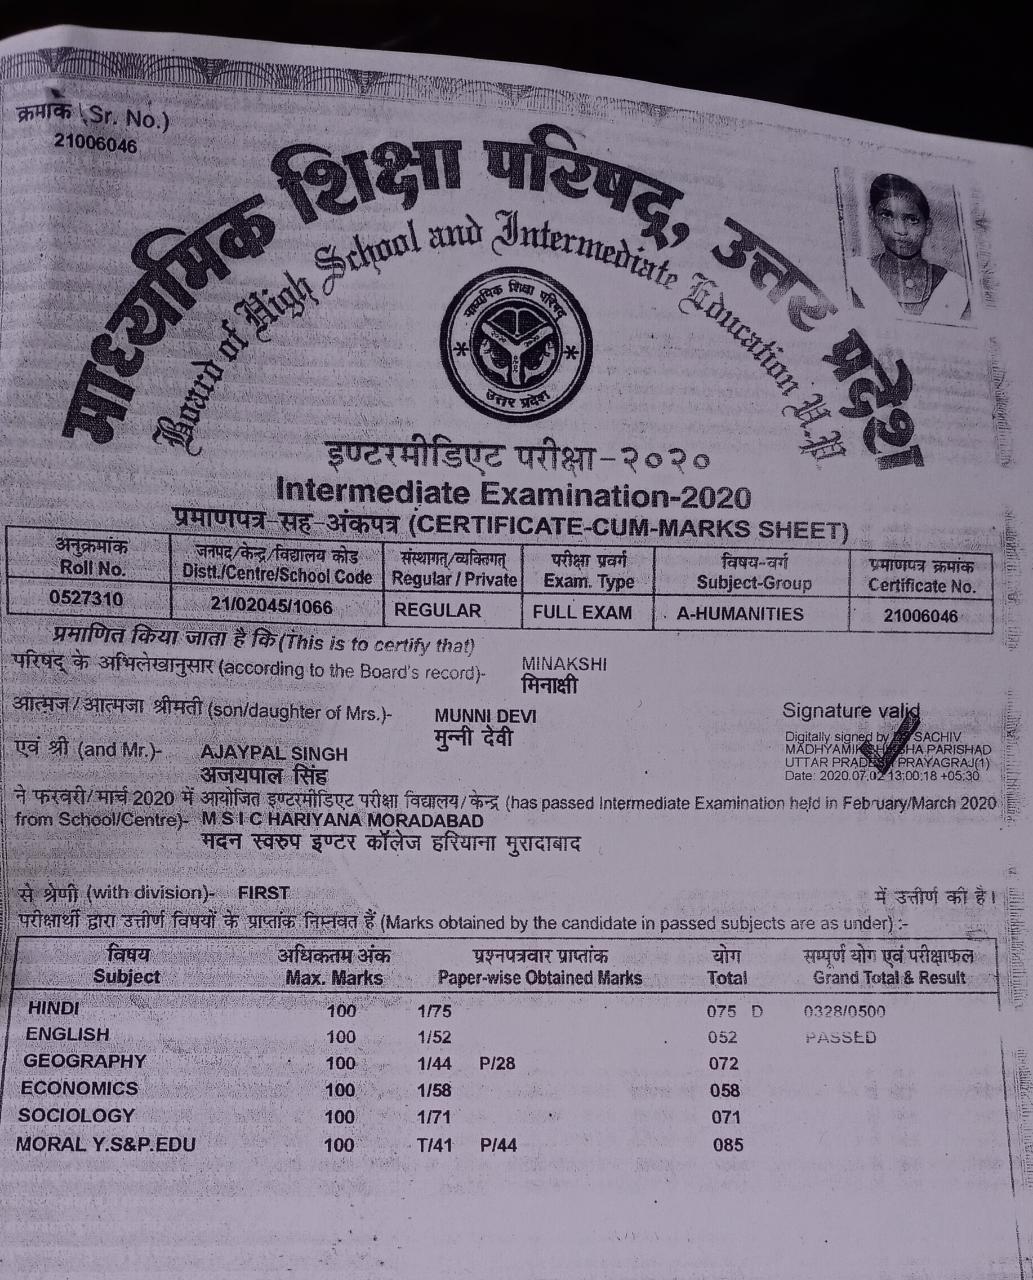 क्रमांक (Sr. No.)
21006046
माध्यमिक शिक्षा परिषद्, उत्तर प्रदेश
Board of High School and Intermediate Education U.P
माध्यमिक शिक्षा परिषद
उत्तर प्रदेश
इण्टरमीडिएट परीक्षा-२०२०
Intermediate Examination-2020
प्रमाणपत्र-सह-अंकपत्र (CERTIFICATE-CUM-MARKS SHEET)
अनुक्रमांक जनपद/केन्द्र/विद्यालय कोड संस्थागत/व्यक्तिगत परीक्षा प्रवर्ग विषय-वर्ग प्रमाणपत्र क्रमांक
Roll No. Distt./Centre/School Code Regular / Private Exam. Type Subject-Group Certificate No.
0527310 21/02045/1066 REGULAR FULL EXAM A-HUMANITIES 21006046
प्रमाणित किया जाता है कि (This is to certify that)
परिषद् के अभिलेखानुसार (according to the Board's record)- MINAKSHI
मिनाक्षी
आत्मज/आत्मजा श्रीमती (son/daughter of Mrs.)- MUNNI DEVI
मुन्नी देवी
एवं श्री (and Mr.)- AJAYPAL SINGH
अजयपाल सिंह
Signature valid
Digitally signed by SACHIV
MADHYAMIK SHIKSHA PARISHAD
UTTAR PRADESH PRAYAGRAJ(1)
Date: 2020.07.02 13:00:18 +05:30
ने फरवरी/मार्च 2020 में आयोजित इण्टरमीडिएट परीक्षा विद्यालय/केन्द्र (has passed Intermediate Examination held in February/March 2020
from School/Centre)- M S I C HARIYANA MORADABAD
मदन स्वरुप इण्टर कॉलेज हरियाना मुरादाबाद
से श्रेणी (with division)- FIRST में उत्तीर्ण की है।
परीक्षार्थी द्वारा उत्तीर्ण विषयों के प्राप्तांक निम्नवत हैं (Marks obtained by the candidate in passed subjects are as under) :-
विषय अधिकतम अंक प्रश्नपत्रवार प्राप्तांक योग सम्पूर्ण योग एवं परीक्षाफल
Subject Max. Marks Paper-wise Obtained Marks Total Grand Total & Result
HINDI 100 1/75 075 D 0328/0500
ENGLISH 100 1/52 052 PASSED
GEOGRAPHY 100 1/44 P/28 072
ECONOMICS 100 1/58 058
SOCIOLOGY 100 1/71 071
MORAL Y.S&P.EDU 100 T/41 P/44 085